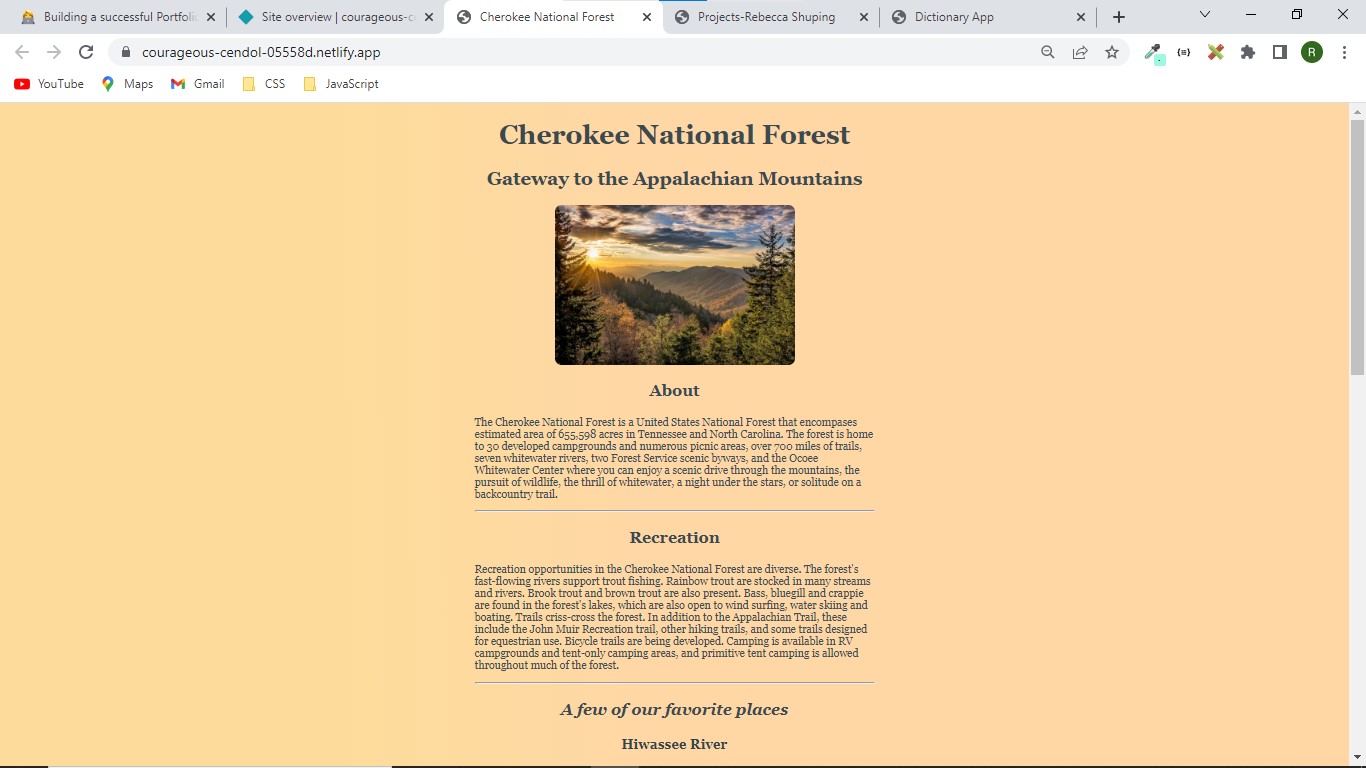 Building a successful Portfolio
Site overview | courageous-c
Cherokee National Forest
Projects-Rebecca Shuping
Dictionary App
courageous-cendol-05558d.netlify.app
R
YouTube
Maps
Gmail
CSS
JavaScript
Cherokee National Forest
Gateway to the Appalachian Mountains
About
The Cherokee National Forest is a United States National Forest that encompases
estimated area of 655,598 acres in Tennessee and North Carolina. The forest is home
to 30 developed campgrounds and numerous picnic areas, over 700 miles of trails,
seven whitewater rivers, two Forest Service scenic byways, and the Ocoee
Whitewater Center where you can enjoy a scenic drive through the mountains, the
pursuit of wildlife, the thrill of whitewater, a night under the stars, or solitude on a
backcountry trail.
Recreation
Recreation opportunities in the Cherokee National Forest are diverse. The forest's
fast-flowing rivers support trout fishing. Rainbow trout are stocked in many streams
and rivers. Brook trout and brown trout are also present. Bass, bluegill and crappie
are found in the forest's lakes, which are also open to wind surfing, water skiing and
boating. Trails criss-cross the forest. In addition to the Appalachian Trail, these
include the John Muir Recreation trail, other hiking trails, and some trails designed
for equestrian use. Bicycle trails are being developed. Camping is available in RV
campgrounds and tent-only camping areas, and primitive tent camping is allowed
throughout much of the forest.
A few of our favorite places
Hiwassee River